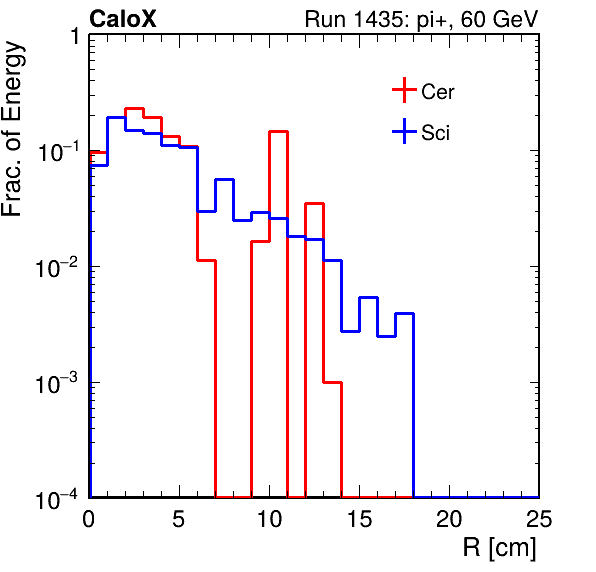 CaloX Run 1435: pi+, 60 GeV
Frac. of Energy
1
10⁻¹
10⁻²
10⁻³
10⁻⁴
Cer
Sci
0 5 10 15 20 25
R [cm]